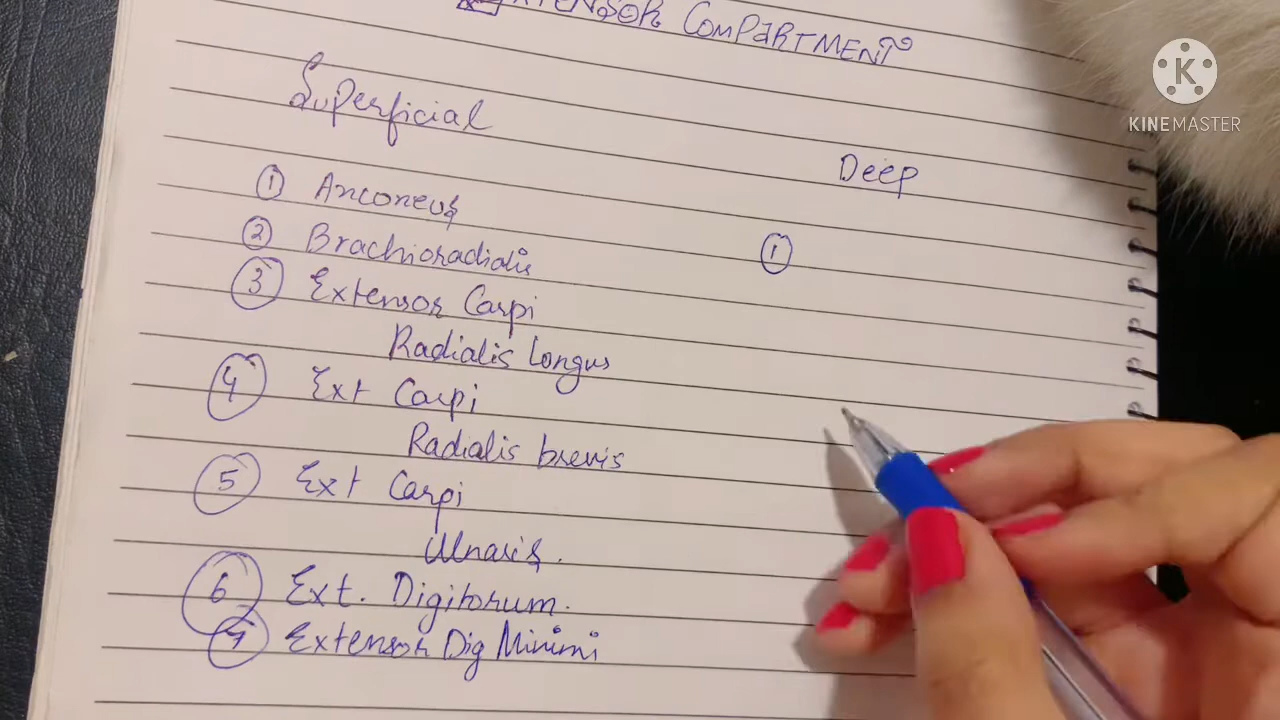 EXTENSOR COMPARTMENT
K
KINEMASTER
Superficial
Deep
① Anconeus
①
② Brachioradialis
③ Extensor Carpi
Radialis longus
④ Ext Carpi
Radialis brevis
⑤ Ext Carpi
Ulnaris.
⑥ Ext. Digitorum.
⑦ Extensor Dig Minimi